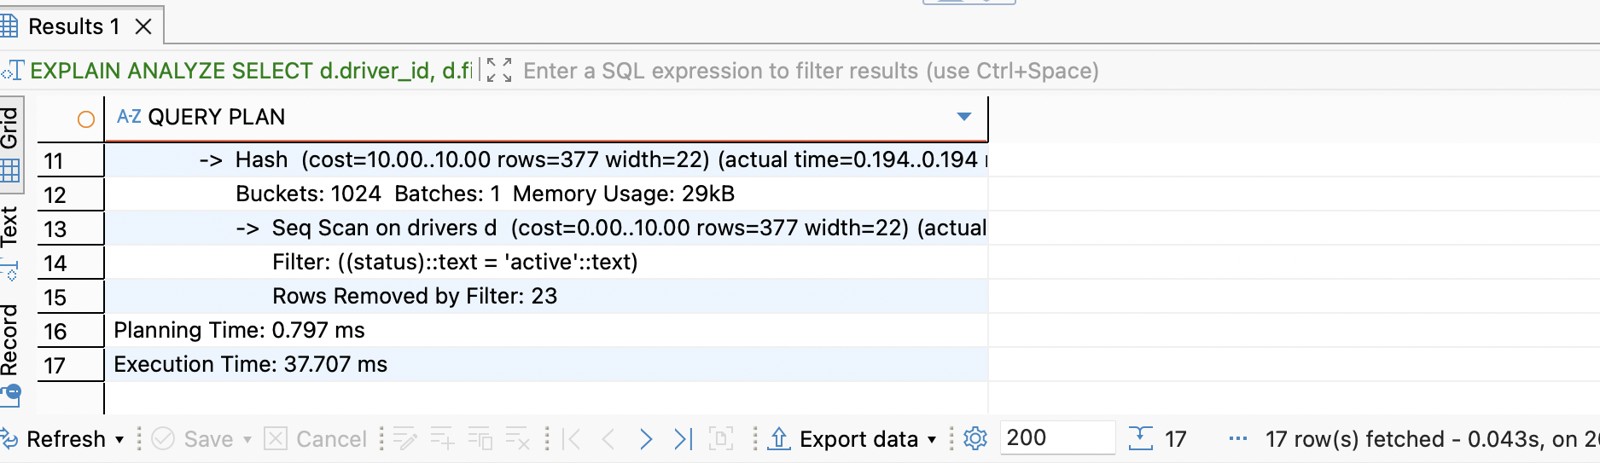 Results 1
EXPLAIN ANALYZE SELECT d.driver_id, d.fi Enter a SQL expression to filter results (use Ctrl+Space)
Grid
Text
Record
A-Z QUERY PLAN
11 -> Hash (cost=10.00..10.00 rows=377 width=22) (actual time=0.194..0.194
12 Buckets: 1024 Batches: 1 Memory Usage: 29kB
13 -> Seq Scan on drivers d (cost=0.00..10.00 rows=377 width=22) (actual
14 Filter: ((status)::text = 'active'::text)
15 Rows Removed by Filter: 23
16 Planning Time: 0.797 ms
17 Execution Time: 37.707 ms
Refresh Save Cancel Export data 200 17 ... 17 row(s) fetched - 0.043s, on